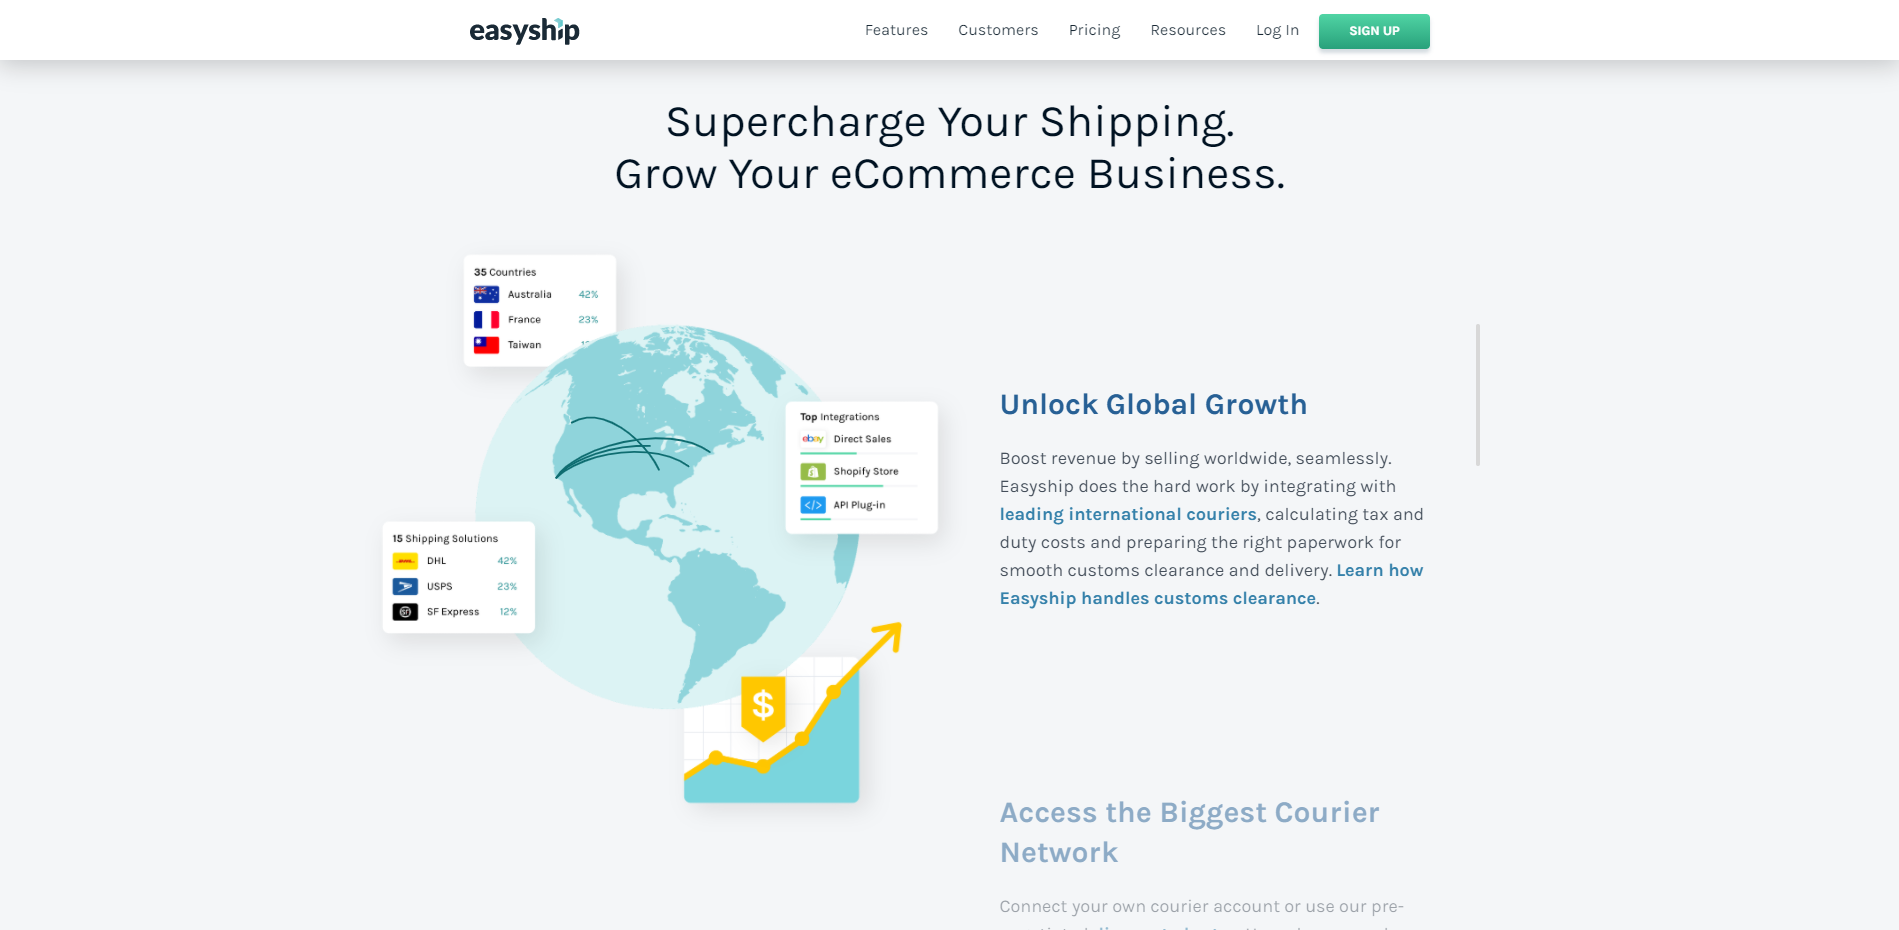 easyship
Features
Customers
Pricing
Resources
Log In
SIGN UP
Supercharge Your Shipping.
Grow Your eCommerce Business.
35 Countries
Australia 42%
France 23%
Taiwan
Top Integrations
ebay Direct Sales
Shopify Store
</> API Plug-in
15 Shipping Solutions
DHL 42%
USPS 23%
SF Express 12%
$
Unlock Global Growth
Boost revenue by selling worldwide, seamlessly.
Easyship does the hard work by integrating with
leading international couriers, calculating tax and
duty costs and preparing the right paperwork for
smooth customs clearance and delivery. Learn how
Easyship handles customs clearance.
Access the Biggest Courier
Network
Connect your own courier account or use our pre-